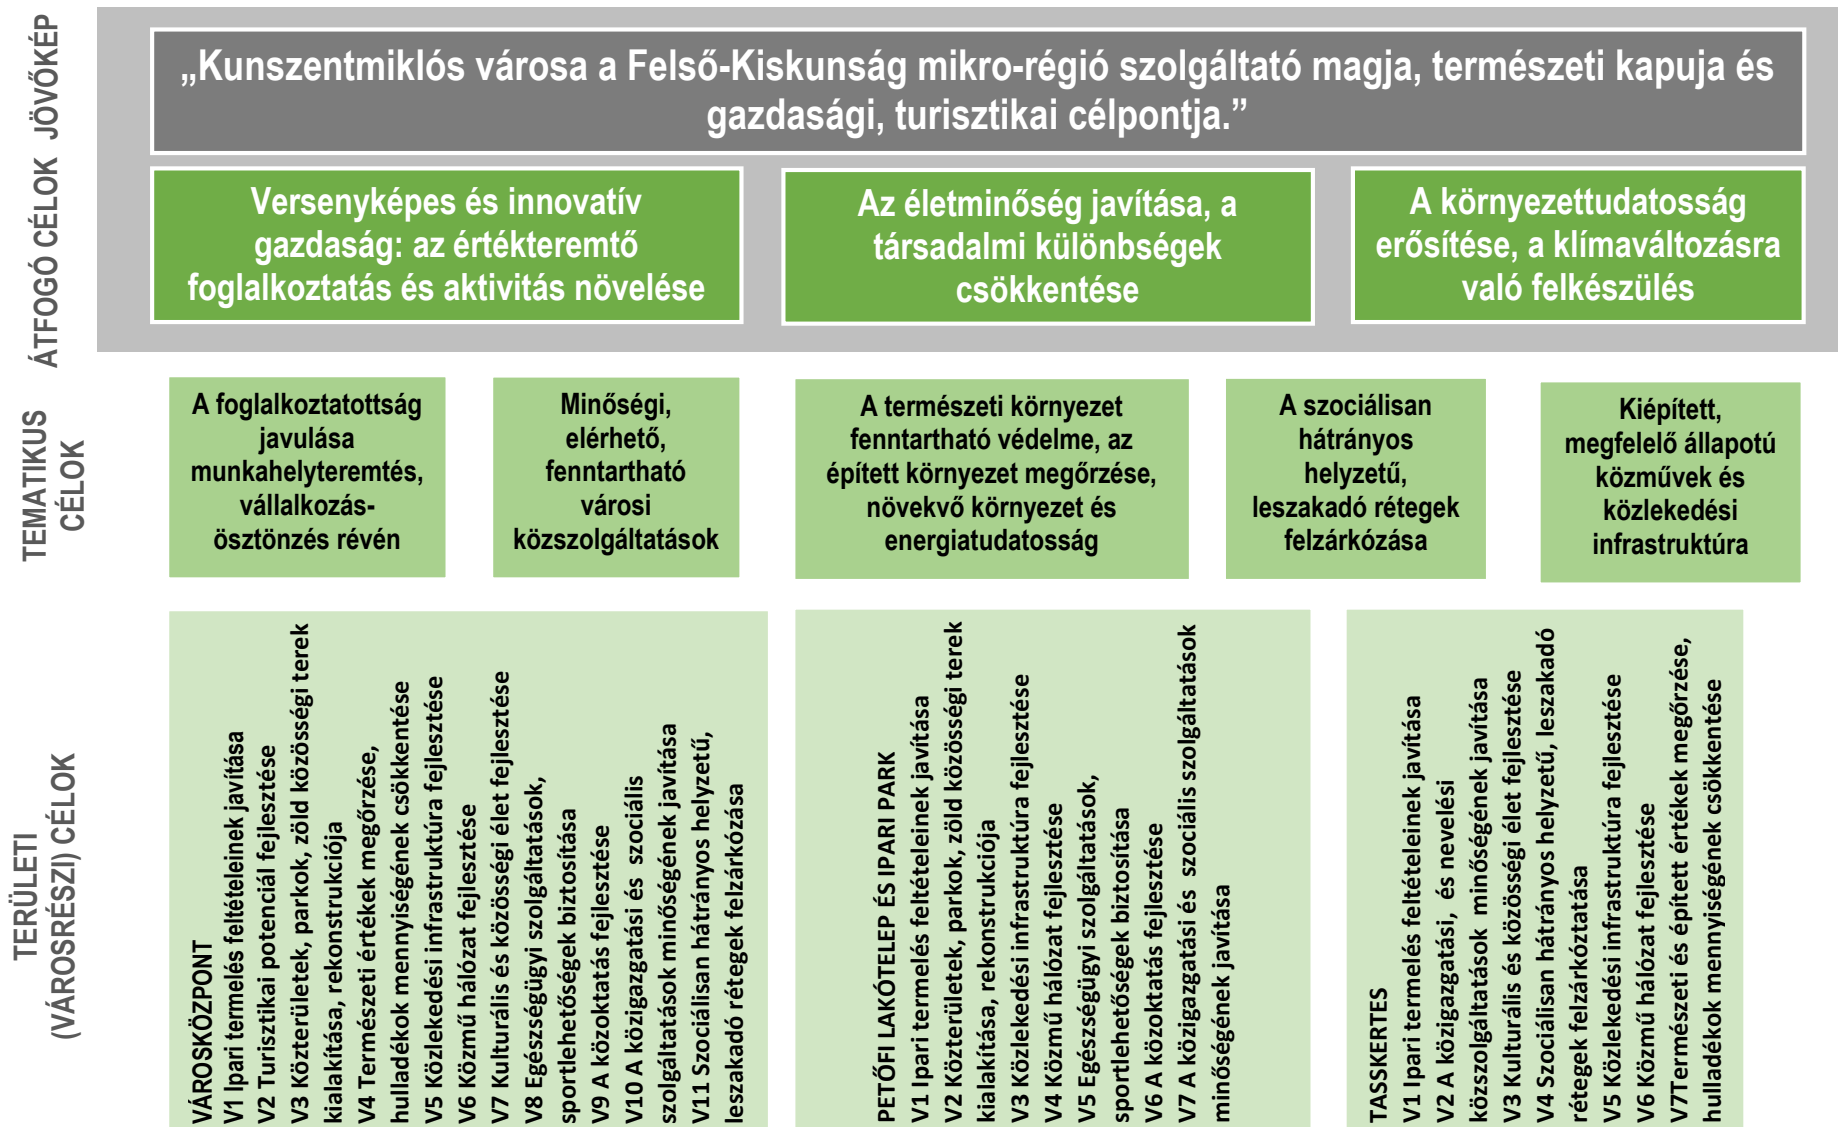 JÖVŐKÉP
„Kunszentmiklós városa a Felső-Kiskunság mikro-régió szolgáltató magja, természeti kapuja és
gazdasági, turisztikai célpontja.”
ÁTFOGÓ CÉLOK
Versenyképes és innovatív
gazdaság: az értékteremtő
foglalkoztatás és aktivitás növelése
Az életminőség javítása, a
társadalmi különbségek
csökkentése
A környezettudatosság
erősítése, a klímaváltozásra
való felkészülés
TEMATIKUS
CÉLOK
A foglalkoztatottság
javulása
munkahelyteremtés,
vállalkozás-
ösztönzés révén
Minőségi,
elérhető,
fenntartható
városi
közszolgáltatások
A természeti környezet
fenntartható védelme, az
épített környezet megőrzése,
növekvő környezet és
energiatudatosság
A szociálisan
hátrányos
helyzetű,
leszakadó rétegek
felzárkózása
Kiépített,
megfelelő állapotú
közművek és
közlekedési
infrastruktúra
TERÜLETI
(VÁROSRÉSZI) CÉLOK
VÁROSKÖZPONT
V1 Ipari termelés feltételeinek javítása
V2 Turisztikai potenciál fejlesztése
V3 Közterületek, parkok, zöld közösségi terek
kialakítása, rekonstrukciója
V4 Természeti értékek megőrzése,
hulladékok mennyiségének csökkentése
V5 Közlekedési infrastruktúra fejlesztése
V6 Közmű hálózat fejlesztése
V7 Kulturális és közösségi élet fejlesztése
V8 Egészségügyi szolgáltatások,
sportlehetőségek biztosítása
V9 A közoktatás fejlesztése
V10 A közigazgatási és szociális
szolgáltatások minőségének javítása
V11 Szociálisan hátrányos helyzetű,
leszakadó rétegek felzárkózása
PETŐFI LAKÓTELEP ÉS IPARI PARK
V1 Ipari termelés feltételeinek javítása
V2 Közterületek, parkok, zöld közösségi terek
kialakítása, rekonstrukciója
V3 Közlekedési infrastruktúra fejlesztése
V4 Közmű hálózat fejlesztése
V5 Egészségügyi szolgáltatások,
sportlehetőségek biztosítása
V6 A közoktatás fejlesztése
V7 A közigazgatási és szociális szolgáltatások
minőségének javítása
TASSKERTES
V1 Ipari termelés feltételeinek javítása
V2 A közigazgatási, és nevelési
közszolgáltatások minőségének javítása
V3 Kulturális és közösségi élet fejlesztése
V4 Szociálisan hátrányos helyzetű, leszakadó
rétegek felzárkóztatása
V5 Közlekedési infrastruktúra fejlesztése
V6 Közmű hálózat fejlesztése
V7Természeti és épített értékek megőrzése,
hulladékok mennyiségének csökkentése